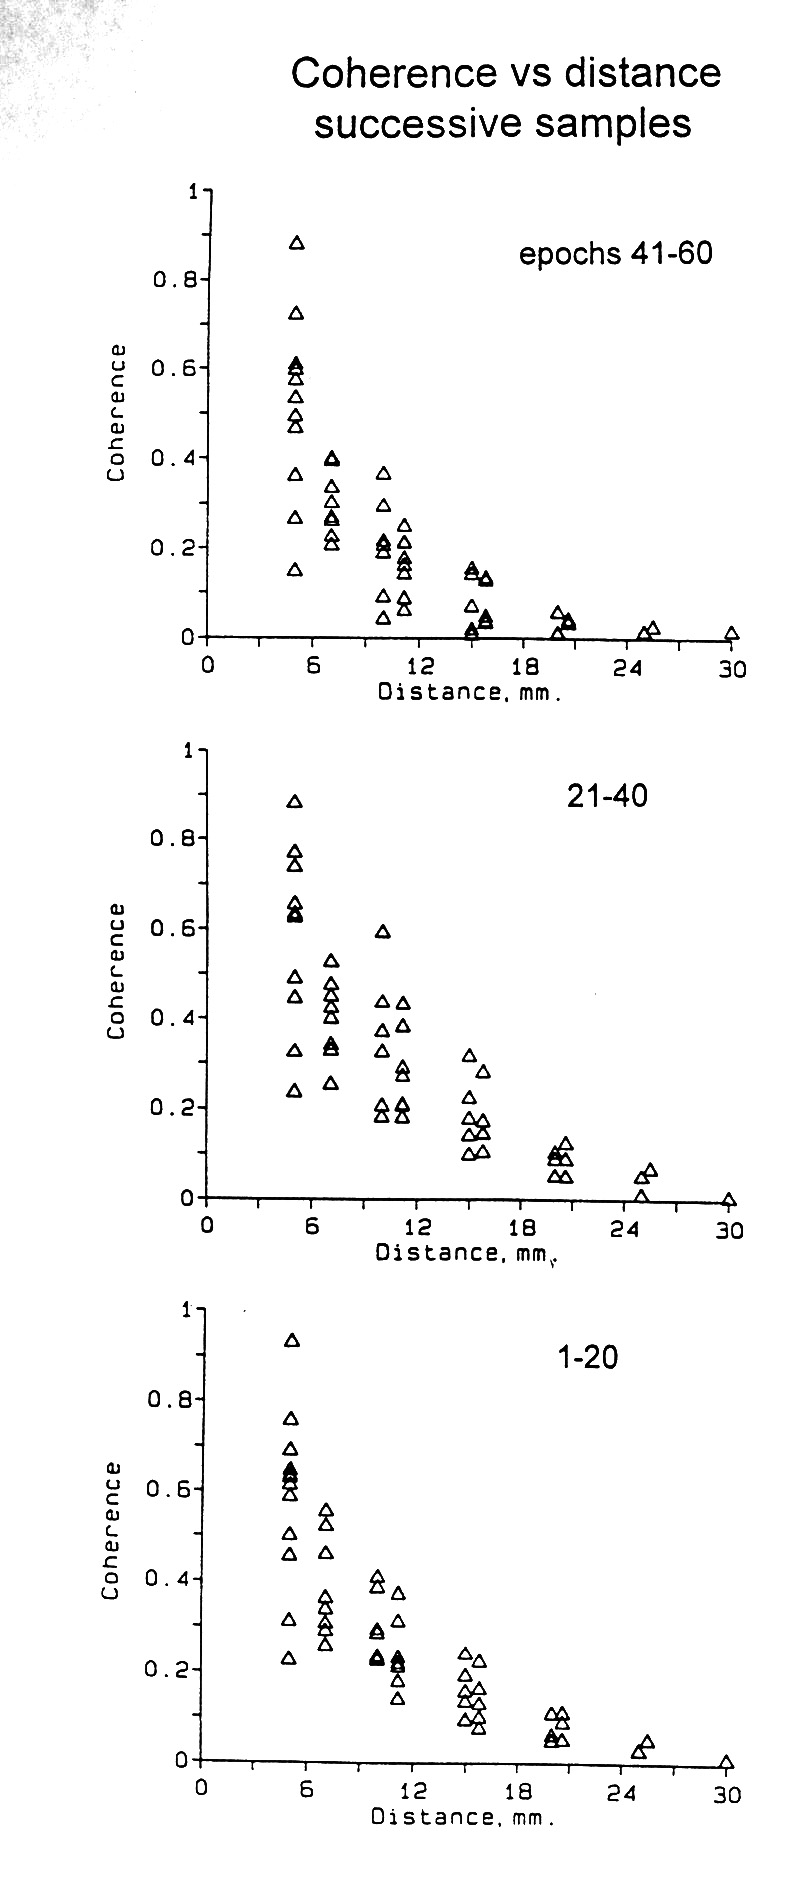 Coherence vs distance
successive samples
epochs 41-60
1
0.8
0.6
0.4
0.2
0
Coherence
0 6 12 18 24 30
Distance, mm.
21-40
1
0.8
0.6
0.4
0.2
0
Coherence
0 6 12 18 24 30
Distance, mm.
1-20
1
0.8
0.6
0.4
0.2
0
Coherence
0 6 12 18 24 30
Distance, mm.